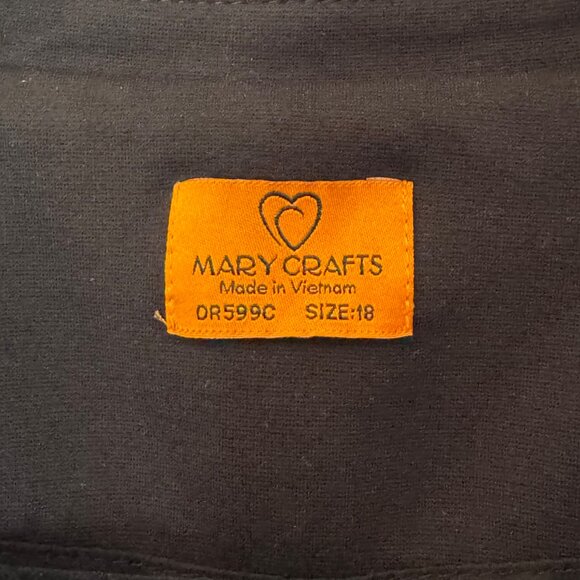 MARY CRAFTS
Made in Vietnam
DR599C SIZE:18